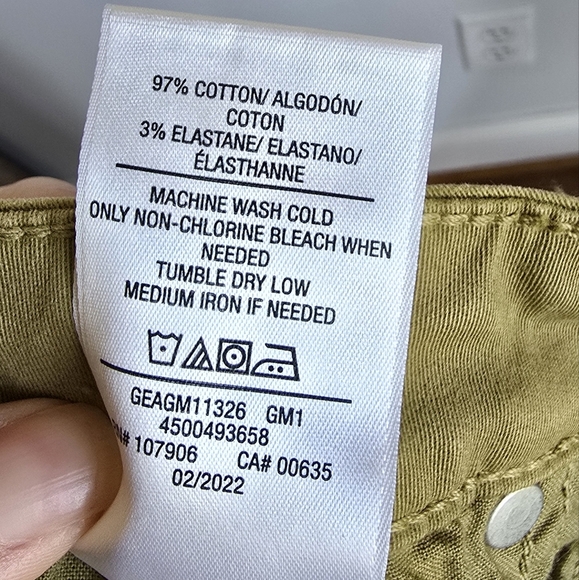 97% COTTON/ ALGODÓN/
COTON
3% ELASTANE/ ELASTANO/
ÉLASTHANNE
MACHINE WASH COLD
ONLY NON-CHLORINE BLEACH WHEN
NEEDED
TUMBLE DRY LOW
MEDIUM IRON IF NEEDED
GEAGM11326 GM1
4500493658
107906 CA# 00635
02/2022